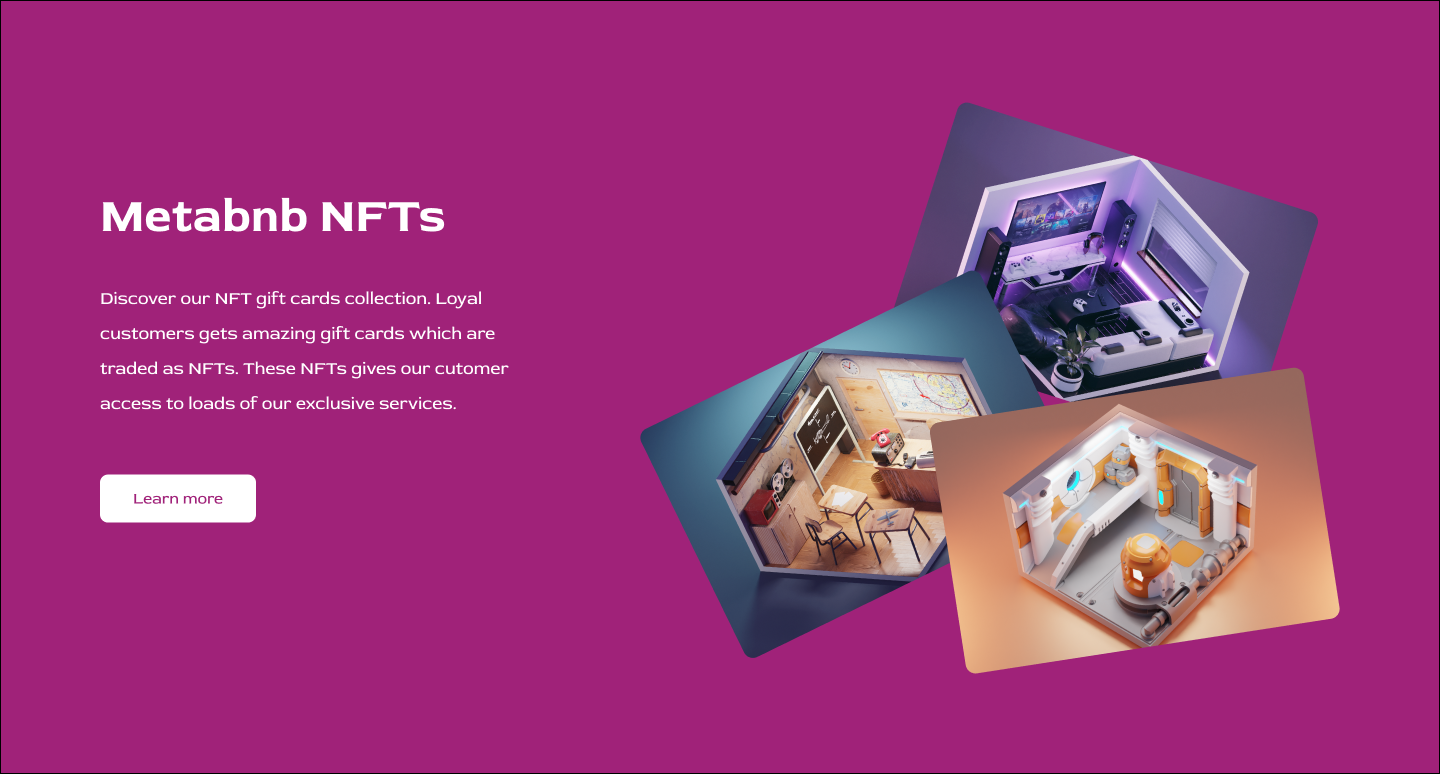 Metabnb NFTs
Discover our NFT gift cards collection. Loyal
customers gets amazing gift cards which are
traded as NFTs. These NFTs gives our cutomer
access to loads of our exclusive services.
Learn more